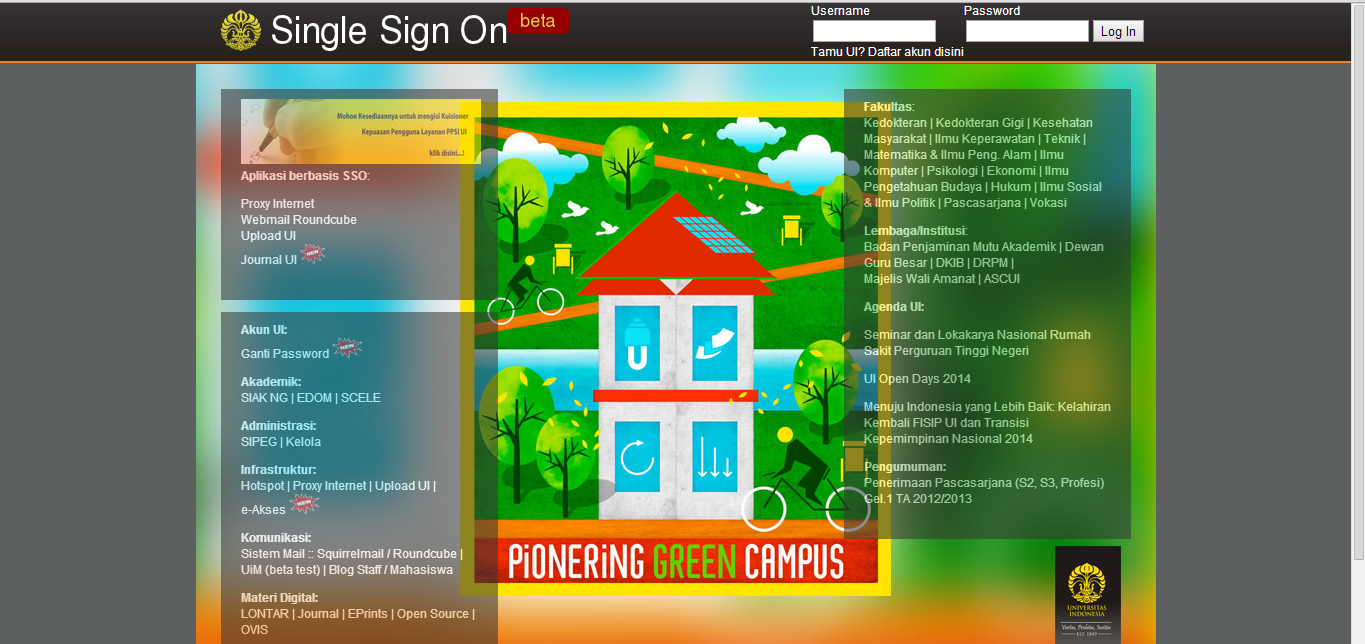 Single Sign On beta
Username Password
Log In
Tamu UI? Daftar akun disini
Mohon Kesediaannya untuk mengisi Kuisioner
Kepuasan Pengguna Layanan PPSI UI
klik disini...!
Aplikasi berbasis SSO:
Proxy Internet
Webmail Roundcube
Upload UI
Journal UI NEW
Akun UI:
Ganti Password NEW
Akademik:
SIAK NG | EDOM | SCELE
Administrasi:
SIPEG | Kelola
Infrastruktur:
Hotspot | Proxy Internet | Upload UI |
e-Akses NEW
Komunikasi:
Sistem Mail :: Squirrelmail / Roundcube |
UiM (beta test) | Blog Staff / Mahasiswa
Materi Digital:
LONTAR | Journal | EPrints | Open Source |
OVIS
U
PiONERiNG GREEN CAMPUS
Fakultas:
Kedokteran | Kedokteran Gigi | Kesehatan
Masyarakat | Ilmu Keperawatan | Teknik |
Matematika & Ilmu Peng. Alam | Ilmu
Komputer | Psikologi | Ekonomi | Ilmu
Pengetahuan Budaya | Hukum | Ilmu Sosial
& Ilmu Politik | Pascasarjana | Vokasi
Lembaga/Institusi:
Badan Penjaminan Mutu Akademik | Dewan
Guru Besar | DKIB | DRPM |
Majelis Wali Amanat | ASCUI
Agenda UI:
Seminar dan Lokakarya Nasional Rumah
Sakit Perguruan Tinggi Negeri
UI Open Days 2014
Menuju Indonesia yang Lebih Baik: Kelahiran
Kembali FISIP UI dan Transisi
Kepemimpinan Nasional 2014
Pengumuman:
Penerimaan Pascasarjana (S2, S3, Profesi)
Gel.1 TA 2012/2013
UNIVERSITAS
INDONESIA
Veritas, Probitas, Iustitia
EST. 1849